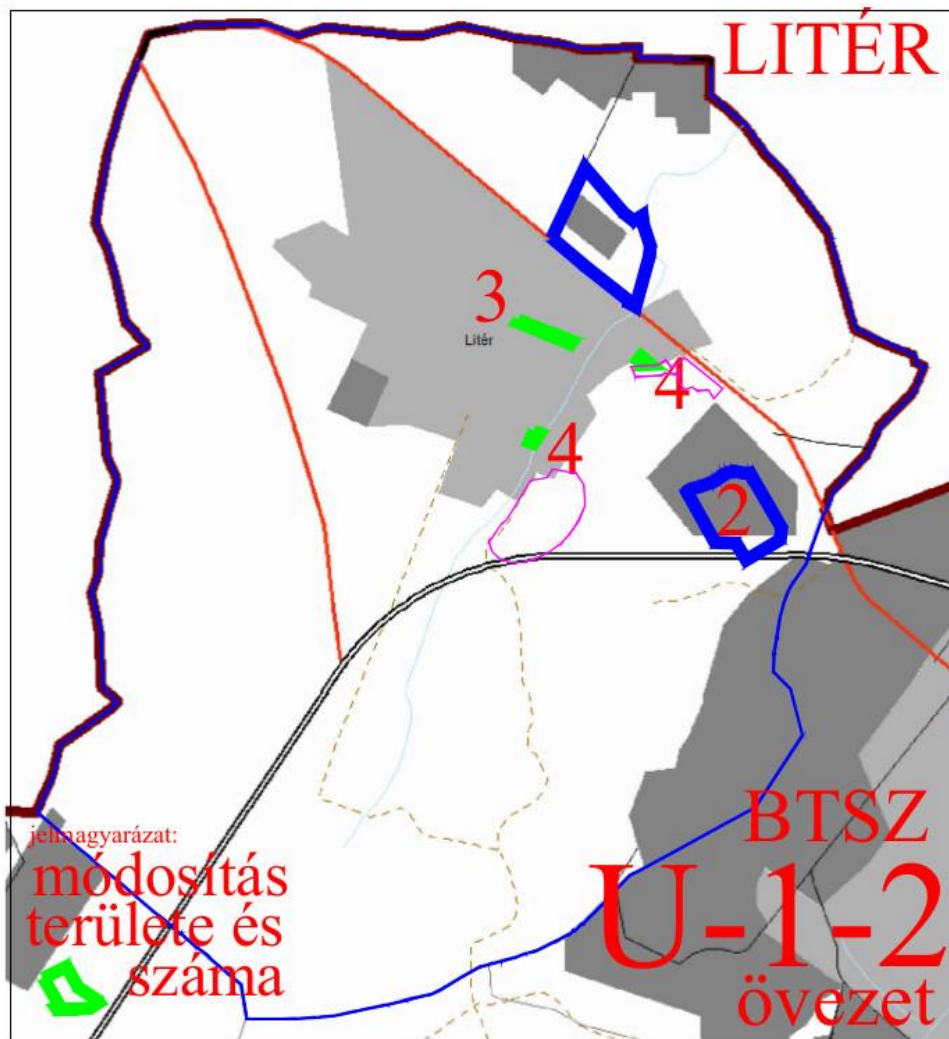 LITÉR
3
Litér
4
4
2
jelmagyarázat:
módosítás
területe és
száma
BTSZ
U-1-2
övezet